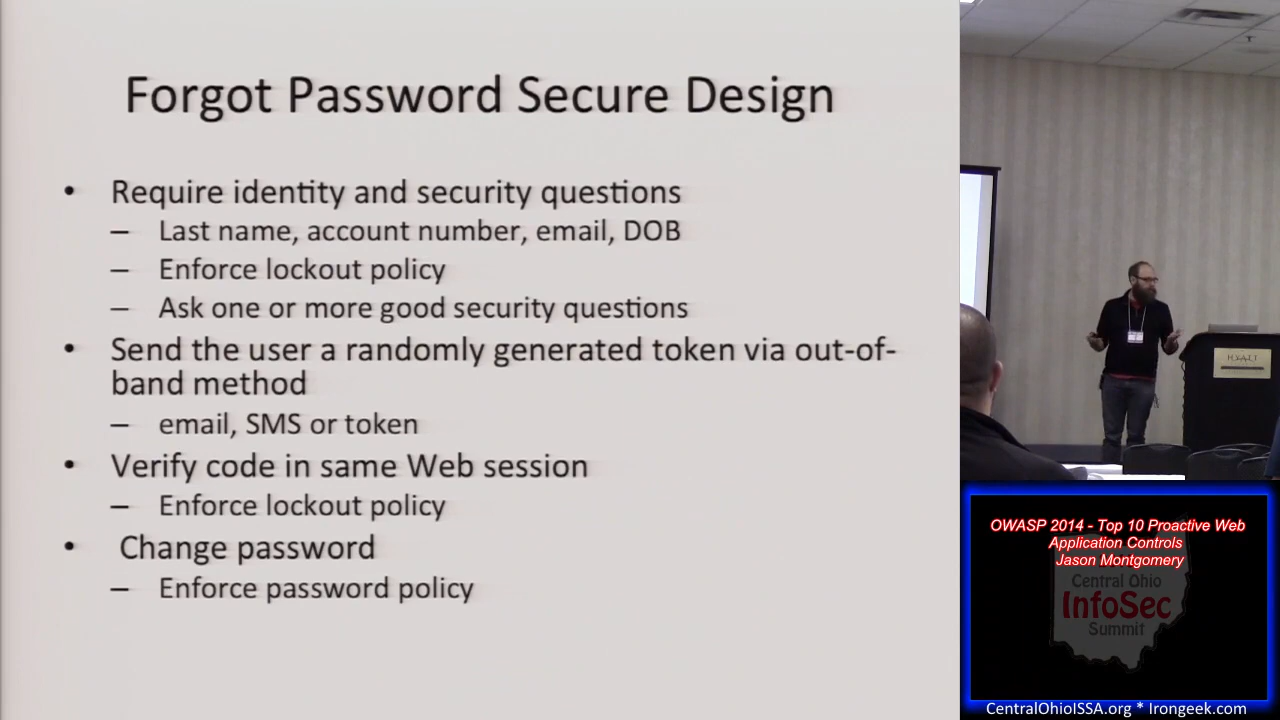 Forgot Password Secure Design
• Require identity and security questions
– Last name, account number, email, DOB
– Enforce lockout policy
– Ask one or more good security questions
• Send the user a randomly generated token via out-of-
band method
– email, SMS or token
• Verify code in same Web session
– Enforce lockout policy
• Change password
– Enforce password policy
HYATT
OWASP 2014 - Top 10 Proactive Web
Application Controls
Jason Montgomery
Central Ohio
InfoSec
Summit
CentralOhioISSA.org * Irongeek.com